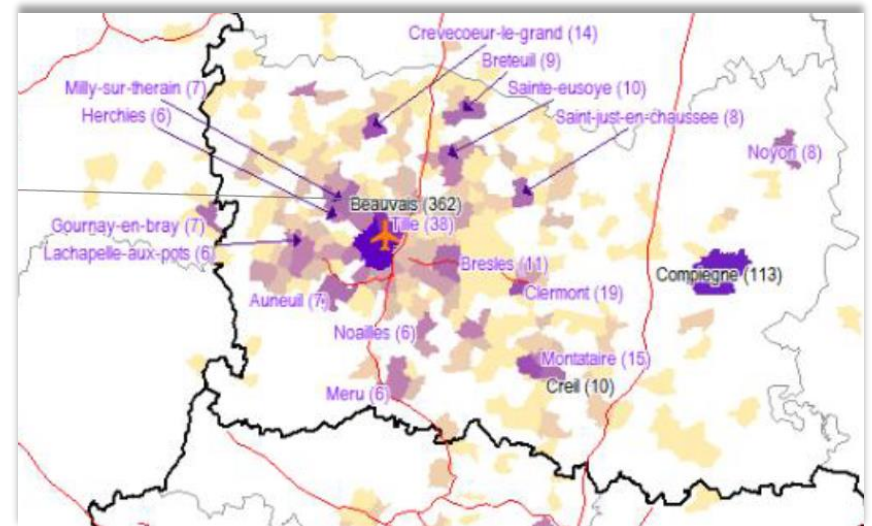 Crevecoeur-le-grand (14)
Breteuil (9)
Milly-sur-therain (7)
Sainte-eusoye (10)
Herchies (6)
Saint-just-en-chaussee (8)
Noyon (8)
Beauvais (362)
Gournay-en-bray (7)
Tille (38)
Lachapelle-aux-pots (6)
Bresles (11)
Compiegne (113)
Auneuil (7)
Clermont (19)
Noailles (6)
Montataire (15)
Creil (10)
Meru (6)